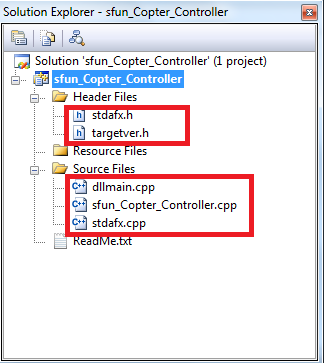 Solution Explorer - sfun_Copter_Controller
Solution 'sfun_Copter_Controller' (1 project)
sfun_Copter_Controller
Header Files
h stdafx.h
h targetver.h
Resource Files
Source Files
C++ dllmain.cpp
C++ sfun_Copter_Controller.cpp
C++ stdafx.cpp
ReadMe.txt